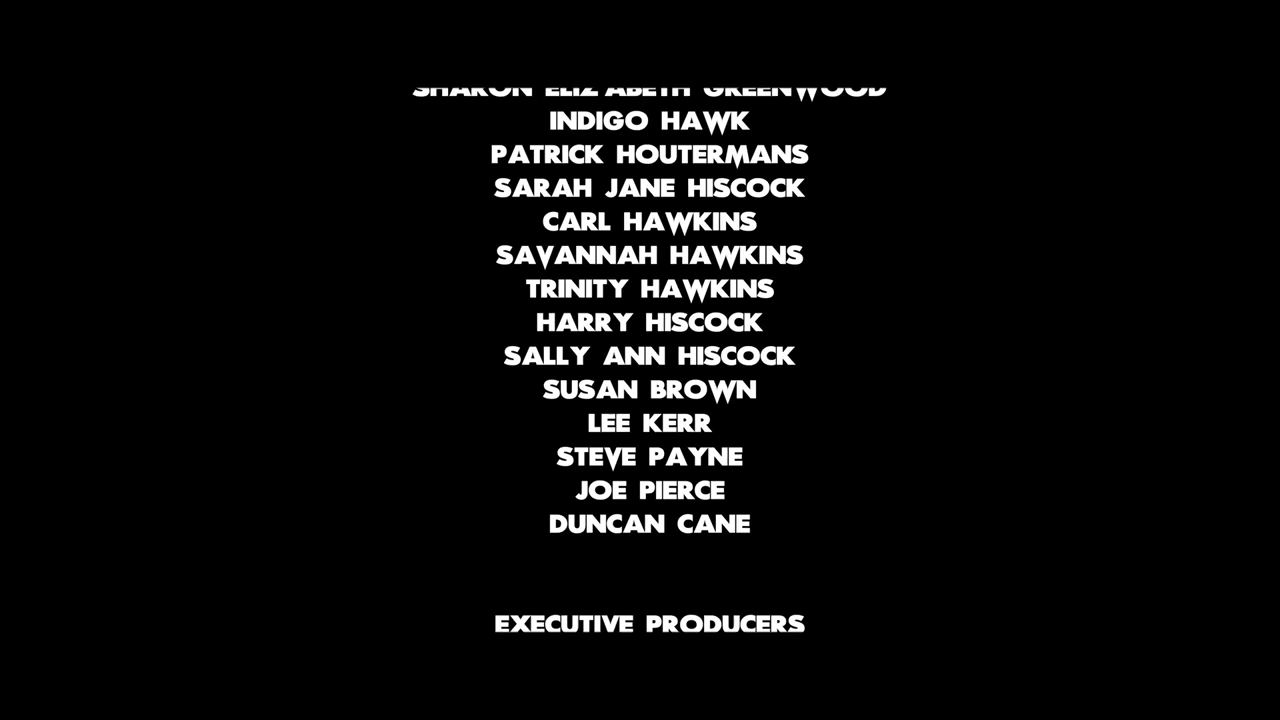 SHARON ELIZABETH GREENWOOD
INDIGO HAWK
PATRICK HOUTERMANS
SARAH JANE HISCOCK
CARL HAWKINS
SAVANNAH HAWKINS
TRINITY HAWKINS
HARRY HISCOCK
SALLY ANN HISCOCK
SUSAN BROWN
LEE KERR
STEVE PAYNE
JOE PIERCE
DUNCAN CANE
EXECUTIVE PRODUCERS